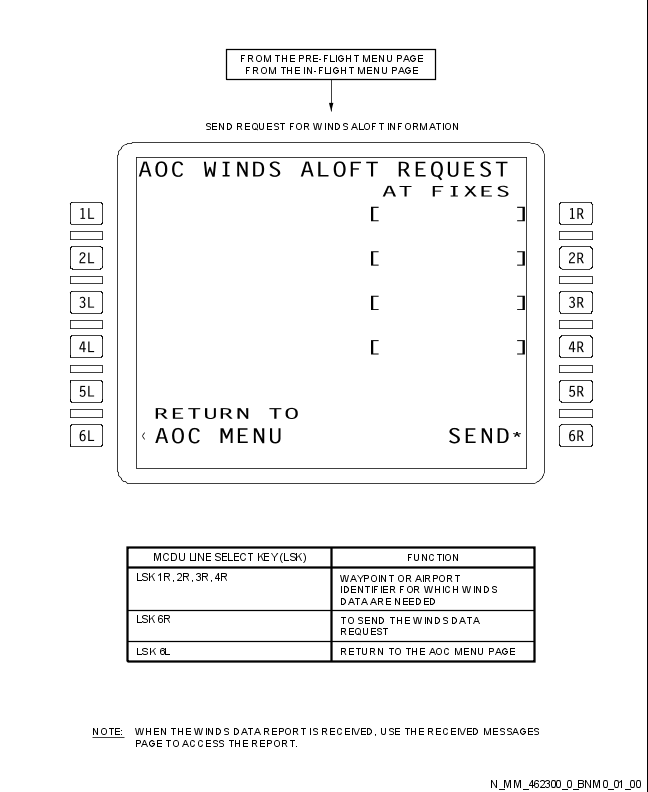 FROM THE PRE-FLIGHT MENU PAGE
FROM THE IN-FLIGHT MENU PAGE
SEND REQUEST FOR WINDS ALOFT INFORMATION
AOC WINDS ALOFT REQUEST
AT FIXES
1L [ ] 1R
2L [ ] 2R
3L [ ] 3R
4L [ ] 4R
5L 5R
RETURN TO
6L < AOC MENU SEND* 6R
MCDU LINE SELECT KEY (LSK) FUNCTION
LSK 1R, 2R, 3R, 4R WAYPOINT OR AIRPORT
IDENTIFIER FOR WHICH WINDS
DATA ARE NEEDED
LSK 6R TO SEND THE WINDS DATA
REQUEST
LSK 6L RETURN TO THE AOC MENU PAGE
NOTE: WHEN THE WINDS DATA REPORT IS RECEIVED, USE THE RECEIVED MESSAGES
PAGE TO ACCESS THE REPORT.
N_MM_462300_0_BNM0_01_00